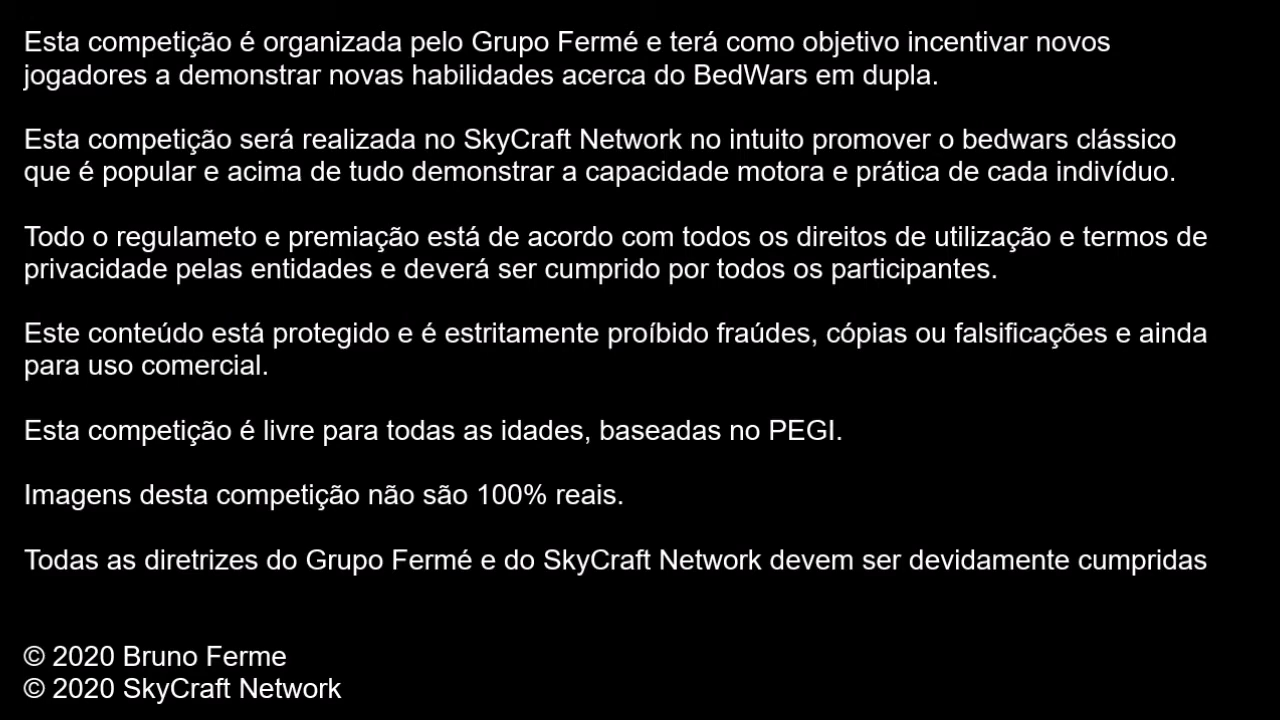 Esta competição é organizada pelo Grupo Fermé e terá como objetivo incentivar novos
jogadores a demonstrar novas habilidades acerca do BedWars em dupla.
Esta competição será realizada no SkyCraft Network no intuito promover o bedwars clássico
que é popular e acima de tudo demonstrar a capacidade motora e prática de cada indivíduo.
Todo o regulameto e premiação está de acordo com todos os direitos de utilização e termos de
privacidade pelas entidades e deverá ser cumprido por todos os participantes.
Este conteúdo está protegido e é estritamente proíbido fraúdes, cópias ou falsificações e ainda
para uso comercial.
Esta competição é livre para todas as idades, baseadas no PEGI.
Imagens desta competição não são 100% reais.
Todas as diretrizes do Grupo Fermé e do SkyCraft Network devem ser devidamente cumpridas
© 2020 Bruno Ferme
© 2020 SkyCraft Network